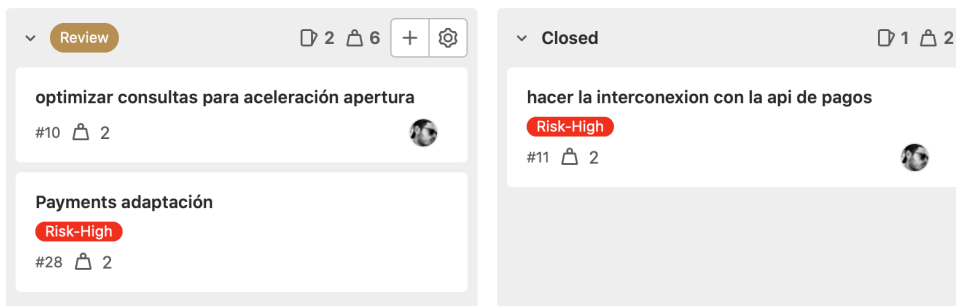 Review 2 6
optimizar consultas para aceleración apertura
#10 2
Payments adaptación
Risk-High
#28 2
Closed 1 2
hacer la interconexion con la api de pagos
Risk-High
#11 2